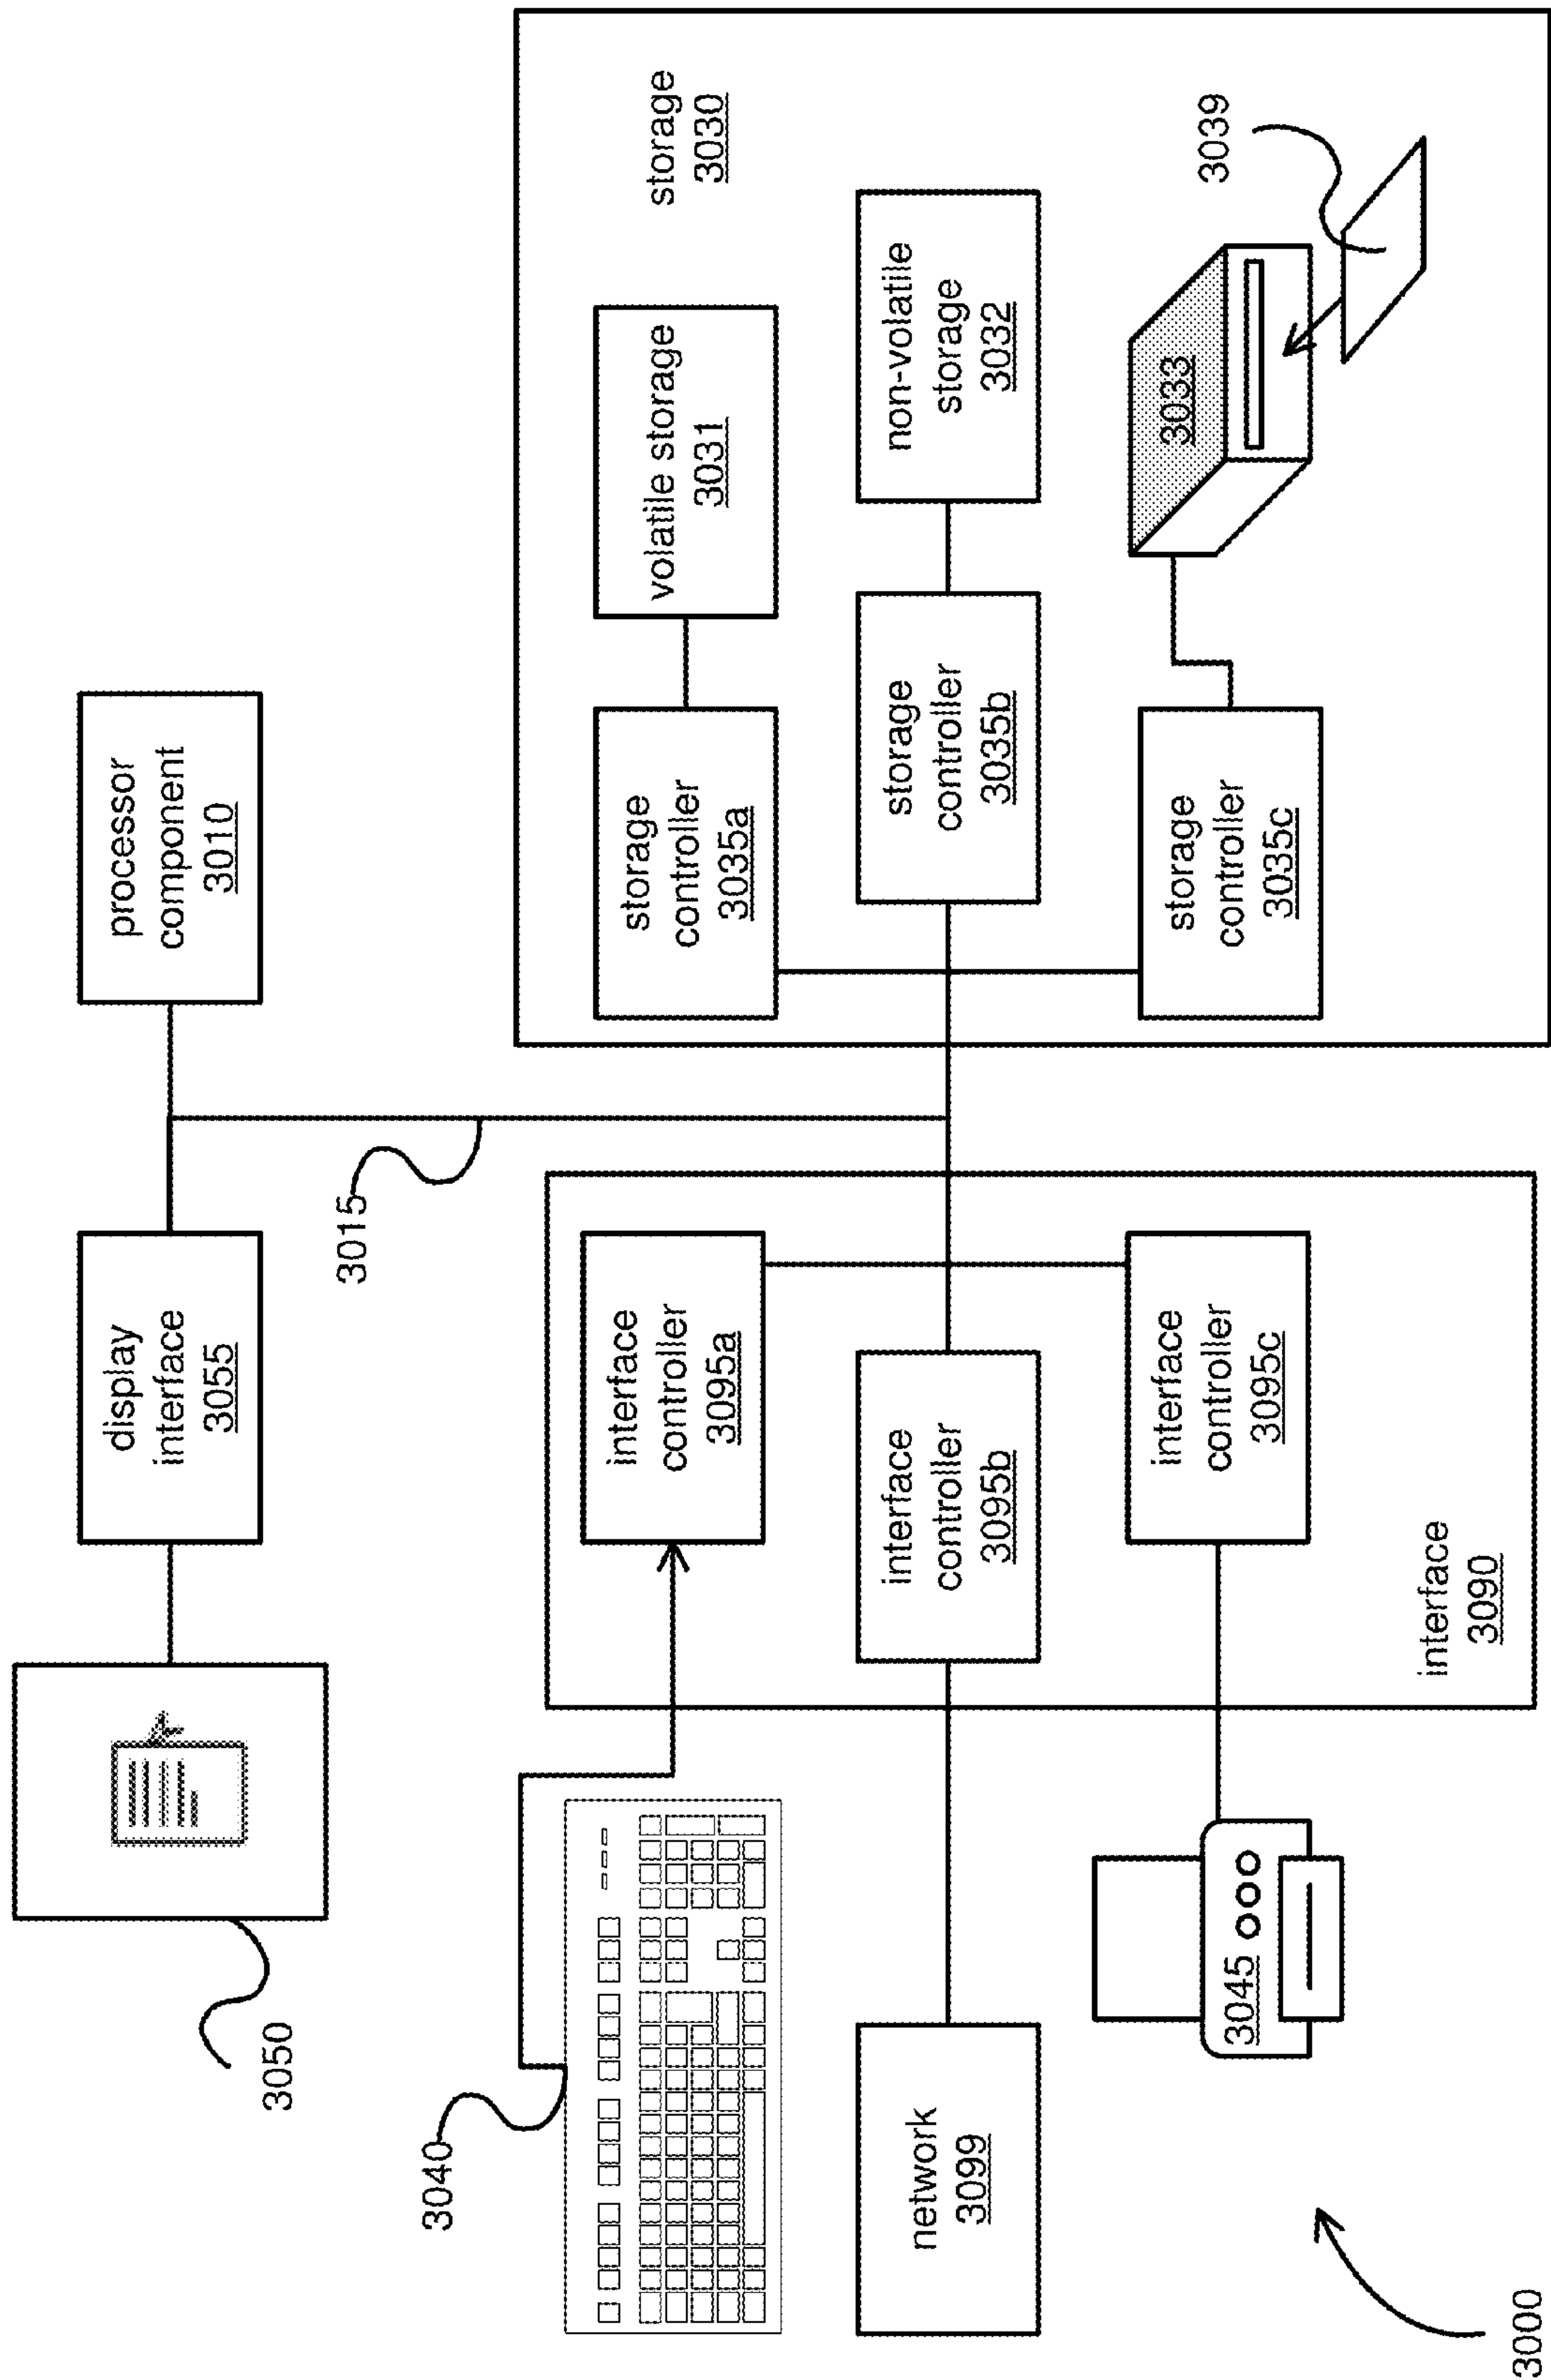 3050
display
interface
3055
processor
component
3010
3015
3040
storage
3030
interface
controller
3095a
storage
controller
3035a
volatile storage
3031
network
3099
interface
controller
3095b
storage
controller
3035b
non-volatile
storage
3032
3045
interface
controller
3095c
storage
controller
3035c
3033
3039
interface
3090
3000